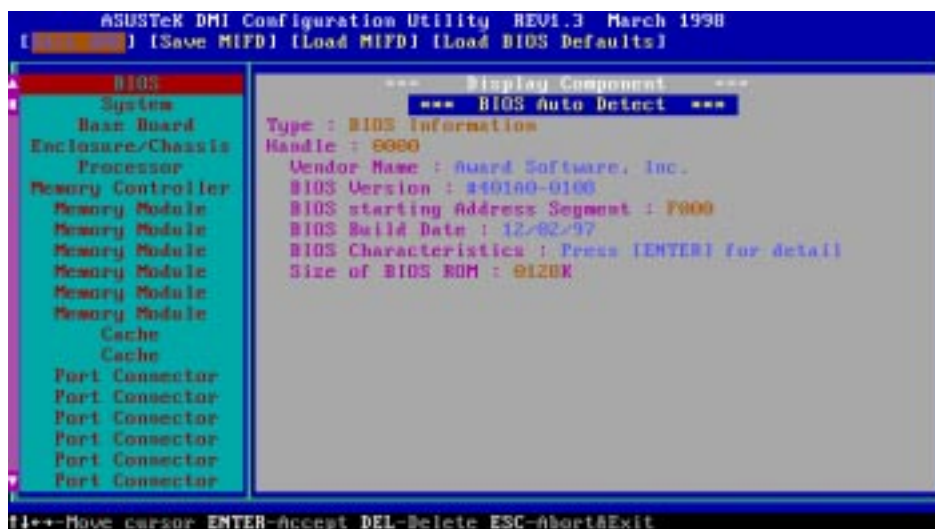 ASUSTeK DMI Configuration Utility REV1.3 March 1998
[Save MIFD] [Load MIFD] [Load BIOS Defaults]
BIOS
System
Base Board
Enclosure/Chassis
Processor
Memory Controller
Memory Module
Memory Module
Memory Module
Memory Module
Memory Module
Memory Module
Cache
Cache
Port Connector
Port Connector
Port Connector
Port Connector
Port Connector
Port Connector
*** Display Component ***
*** BIOS Auto Detect ***
Type : BIOS Information
Handle : 0000
Vendor Name : Award Software, Inc.
BIOS Version : #401A0-0108
BIOS starting Address Segment : F000
BIOS Build Date : 12/02/97
BIOS Characteristics : Press [ENTER] for detail
Size of BIOS ROM : 0128K
↑↓→←-Move cursor ENTER-Accept DEL-Delete ESC-Abort&Exit